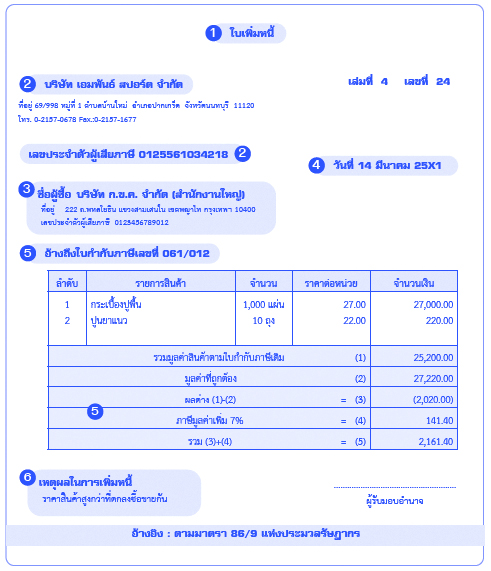 1 ใบเพิ่มหนี้
2 บริษัท เอมพันธ์ สปอร์ต จำกัด
เล่มที่ 4 เลขที่ 24
ที่อยู่ 69/998 หมู่ที่ 1 ตำบลบ้านใหม่ อำเภอปากเกร็ด จังหวัดนนทบุรี 11120
โทร. 0-2157-0678 Fax.:0-2157-1677
เลขประจำตัวผู้เสียภาษี 0125561034218 2
4 วันที่ 14 มีนาคม 25X1
3 ชื่อผู้ซื้อ บริษัท ก.ข.ค. จำกัด (สำนักงานใหญ่)
ที่อยู่ 222 ถ.พหลโยธิน แขวงสามเสนใน เขตพญาไท กรุงเทพฯ 10400
เลขประจำตัวผู้เสียภาษี 0123456789012
5 อ้างถึงใบกำกับภาษีเลขที่ 061/012
ลำดับ รายการสินค้า จำนวน ราคาต่อหน่วย จำนวนเงิน
1 กระเบื้องปูพื้น 1,000 แผ่น 27.00 27,000.00
2 ปูนยาแนว 10 ถุง 22.00 220.00
รวมมูลค่าสินค้าตามใบกำกับภาษีเดิม (1) 25,200.00
มูลค่าที่ถูกต้อง (2) 27,220.00
ผลต่าง (1)-(2) = (3) (2,020.00)
5 ภาษีมูลค่าเพิ่ม 7% = (4) 141.40
รวม (3)+(4) = (5) 2,161.40
6 เหตุผลในการเพิ่มหนี้
ราคาสินค้าสูงกว่าที่ตกลงซื้อขายกัน
ผู้รับมอบอำนาจ
อ้างอิง : ตามมาตรา 86/9 แห่งประมวลรัษฎากร